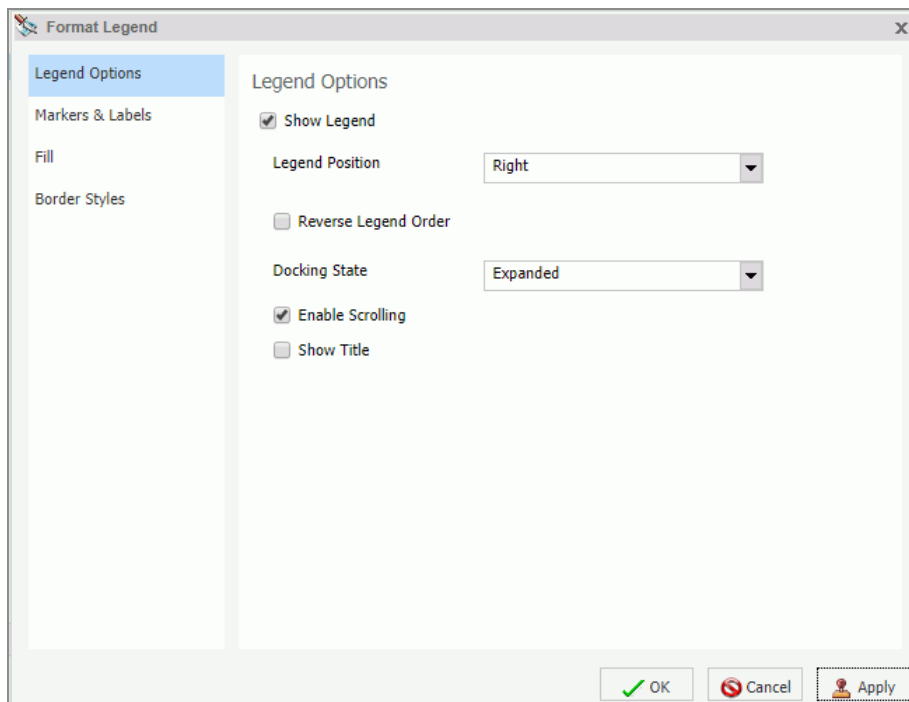 Format Legend
Legend Options
Markers & Labels
Fill
Border Styles
Legend Options
Show Legend
Legend Position Right
Reverse Legend Order
Docking State Expanded
Enable Scrolling
Show Title
OK Cancel Apply